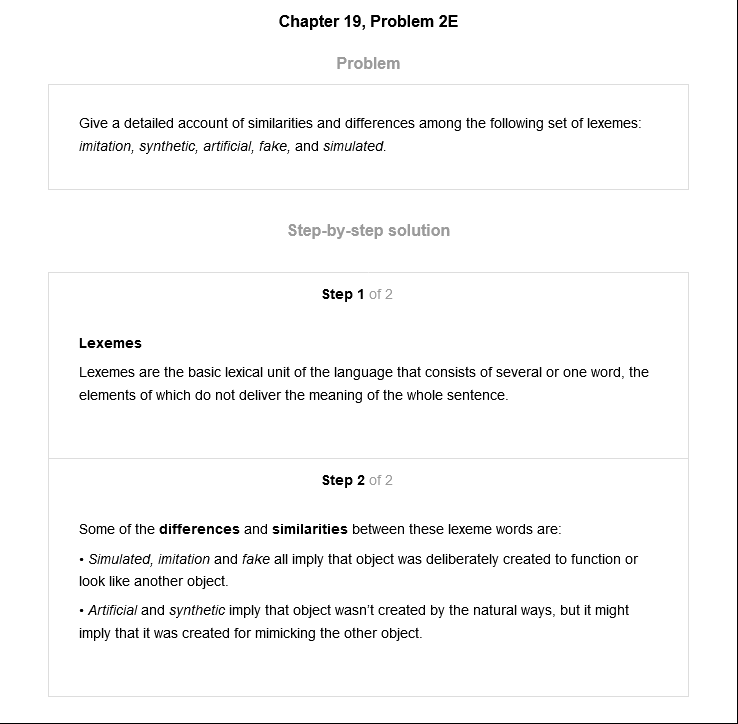 Chapter 19, Problem 2E
Problem
Give a detailed account of similarities and differences among the following set of lexemes:
imitation, synthetic, artificial, fake, and simulated.
Step-by-step solution
Step 1 of 2
Lexemes
Lexemes are the basic lexical unit of the language that consists of several or one word, the
elements of which do not deliver the meaning of the whole sentence.
Step 2 of 2
Some of the differences and similarities between these lexeme words are:
• Simulated, imitation and fake all imply that object was deliberately created to function or
look like another object.
• Artificial and synthetic imply that object wasn't created by the natural ways, but it might
imply that it was created for mimicking the other object.